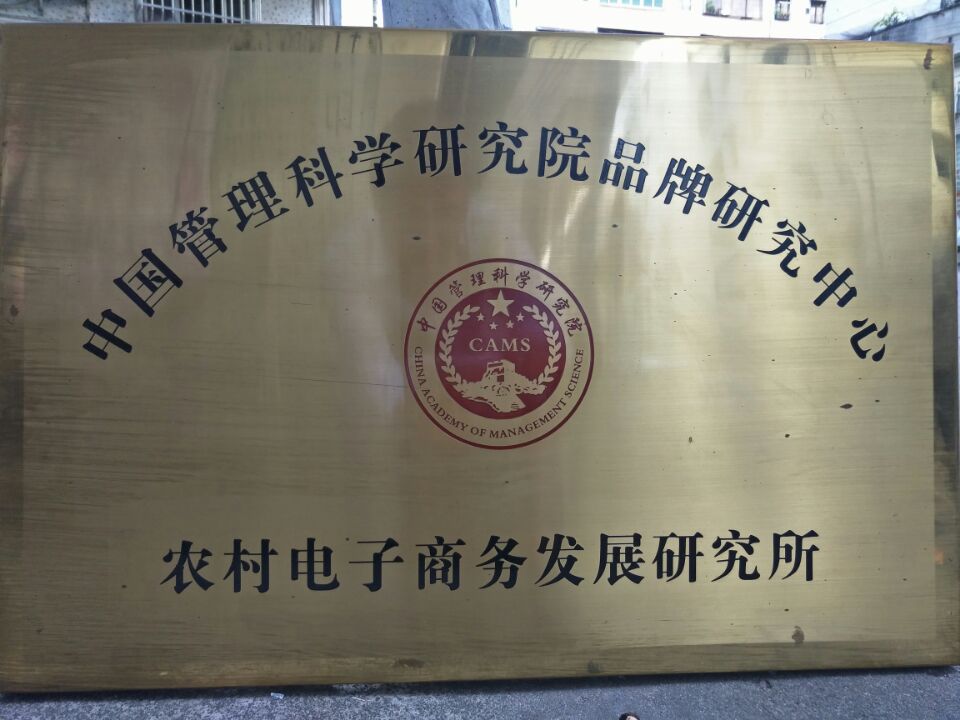 中国管理科学研究院品牌研究中心
中国管理科学研究院
CAMS
CHINA ACADEMY OF MANAGEMENT SCIENCE
农村电子商务发展研究所